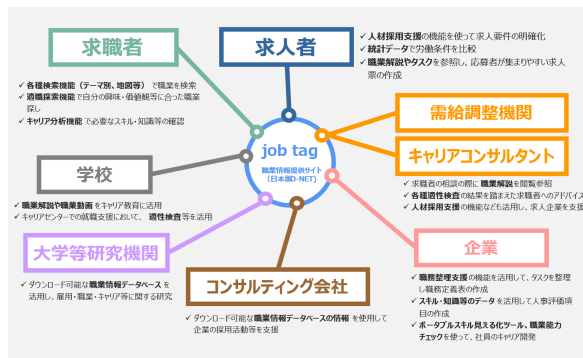 求職者
✓ 各種検索機能（テーマ別、地図等）で職業を検索
✓ 適職探索機能で自分の興味・価値観等に合った職業
探し
✓ キャリア分析機能で必要なスキル・知識等の確認
求人者
✓ 人材採用支援の機能を使って求人要件の明確化
✓ 統計データで労働条件を比較
✓ 職業解説やタスクを参照し、応募者が集まりやすい求人
票の作成
job tag
職業情報提供サイト
（日本版O-NET）
需給調整機関
キャリアコンサルタント
✓ 求職者の相談の際に職業解説を閲覧参照
✓ 各種適性検査の結果を踏まえた求職者へのアドバイス
✓ 人材採用支援の機能なども活用し、求人企業を支援
学校
✓ 職業解説や職業動画をキャリア教育に活用
✓ キャリアセンターでの就職支援において、適性検査等を活用
大学等研究機関
✓ ダウンロード可能な職業情報データベースを
活用し、雇用・職業・キャリア等に関する研究
コンサルティング会社
✓ ダウンロード可能な職業情報データベースの情報を使用して
企業の採用活動等を支援
企業
✓ 職務整理支援の機能を活用して、タスクを整理
し職務定義表の作成
✓ スキル・知識等のデータを活用して人事評価項
目の作成
✓ ポータブルスキル見える化ツール、職業能力
チェックを使って、社員のキャリア開発